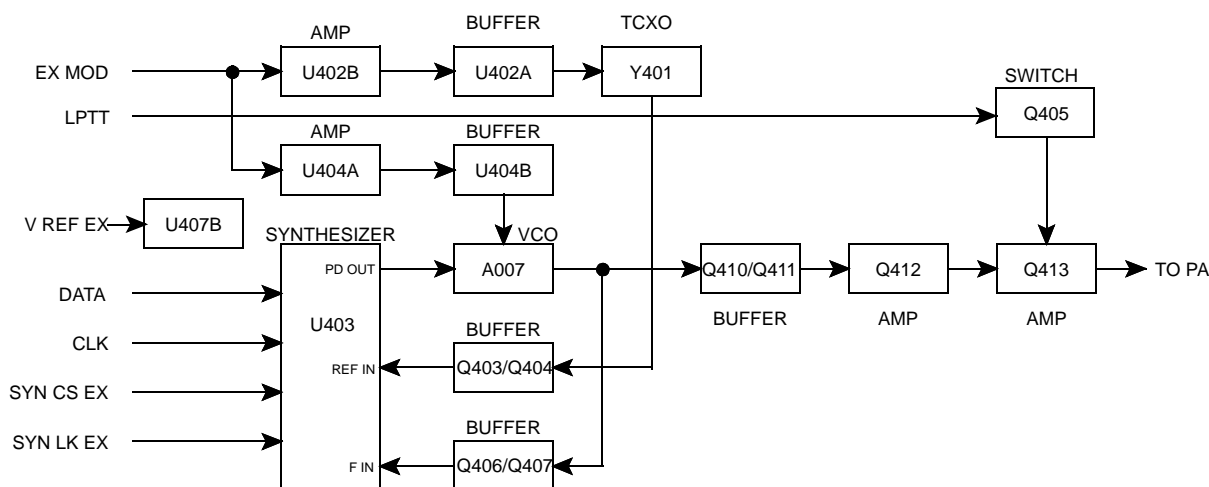 AMP
BUFFER
TCXO
EX MOD
U402B
U402A
Y401
SWITCH
LPTT
Q405
AMP
BUFFER
U404A
U404B
V REF EX
U407B
SYNTHESIZER
VCO
PD OUT
A007
Q410/Q411
Q412
Q413
TO PA
DATA
U403
BUFFER
AMP
AMP
CLK
BUFFER
REF IN
Q403/Q404
SYN CS EX
BUFFER
SYN LK EX
F IN
Q406/Q407